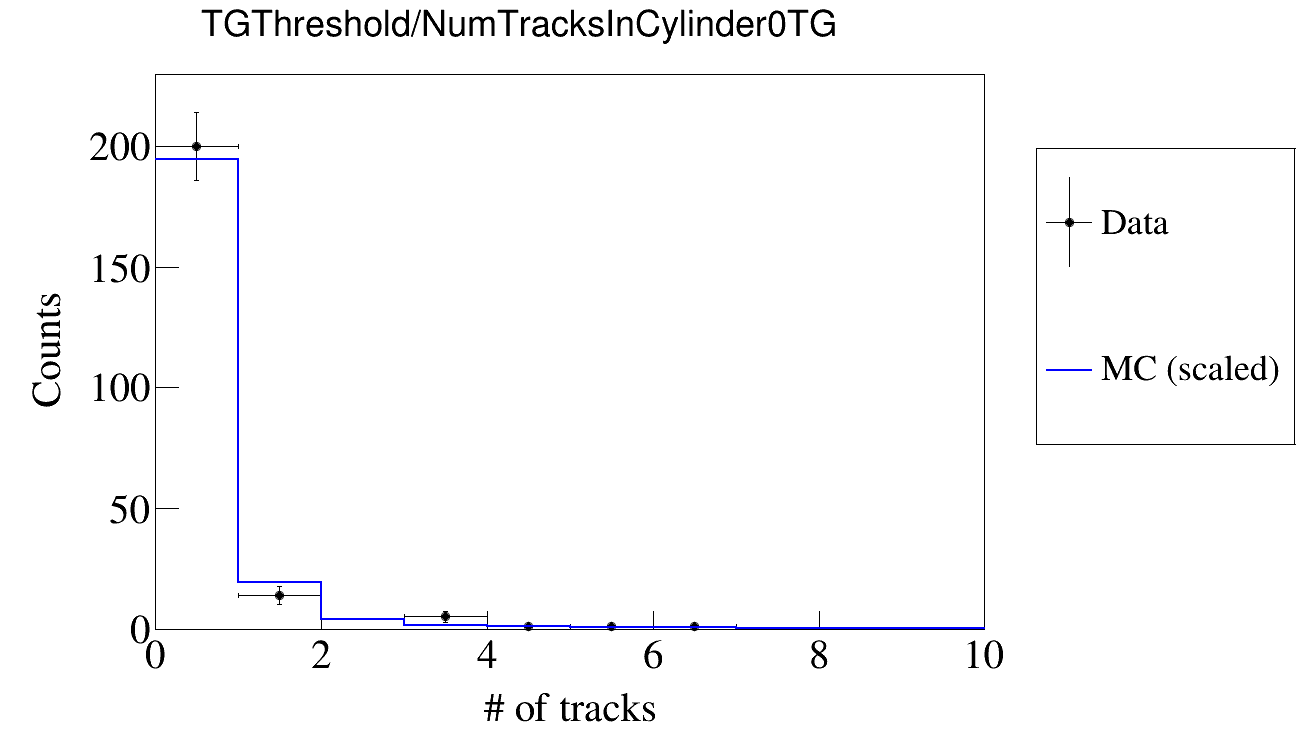 TGThreshold/NumTracksInCylinder0TG
200
150
100
50
0
Counts
0 2 4 6 8 10
# of tracks
Data
MC (scaled)